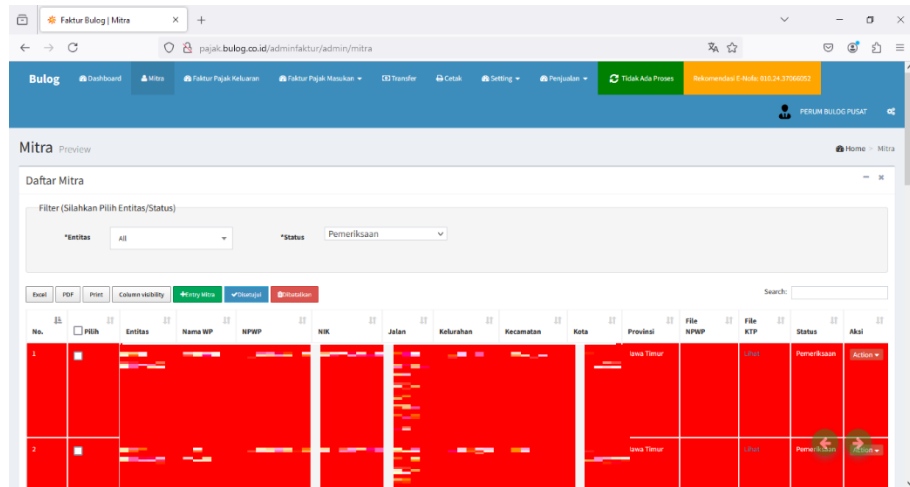 Faktur Bulog | Mitra
pajak.bulog.co.id/adminfaktur/admin/mitra
Bulog Dashboard Mitra Faktur Pajak Keluaran Faktur Pajak Masukan Transfer Cetak Setting Penjualan Tidak Ada Proses Rekomendasi E-Nofa: 010.24.37066052
PERUM BULOG PUSAT
Mitra Preview
Home > Mitra
Daftar Mitra
Filter (Silahkan Pilih Entitas/Status)
*Entitas All *Status Pemeriksaan
Excel PDF Print Column visibility +Entry Mitra Disetujui Dibatalkan Search:
No. Pilih Entitas Nama WP NPWP NIK Jalan Kelurahan Kecamatan Kota Provinsi File NPWP File KTP Status Aksi
1 Jawa Timur Lihat Pemeriksaan Action
2 Jawa Timur Lihat Pemeriksaan Action